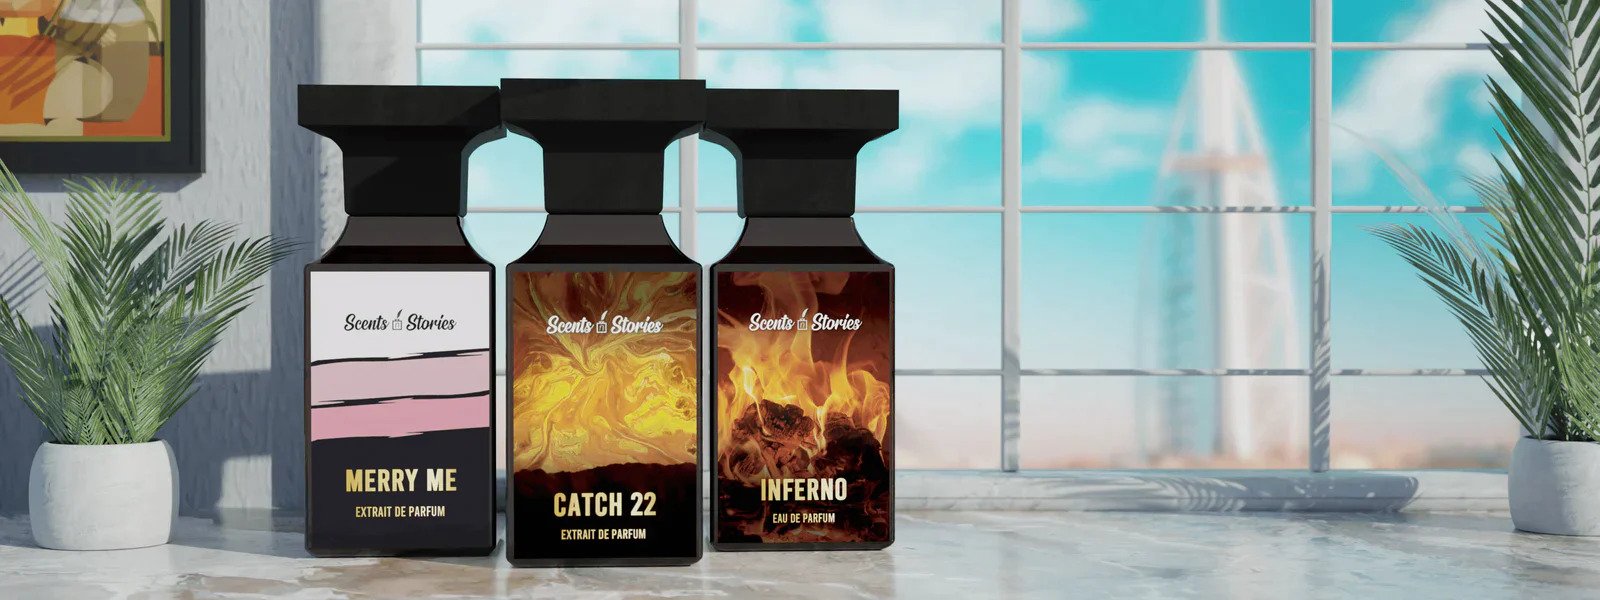 Scents Stories
MERRY ME
EXTRAIT DE PARFUM
Scents Stories
CATCH 22
EXTRAIT DE PARFUM
Scents Stories
INFERNO
EAU DE PARFUM